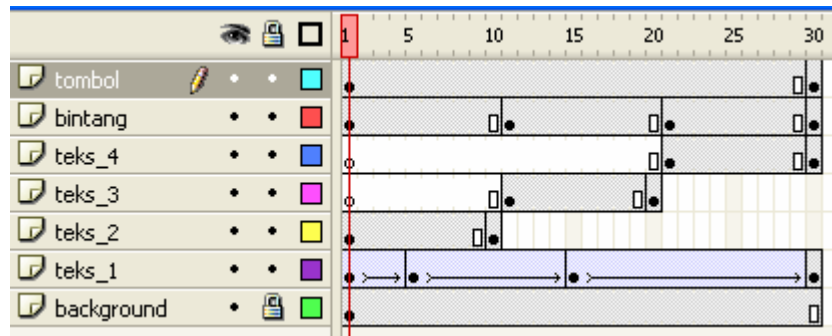 1 5 10 15 20 25 30
tombol
bintang
teks_4
teks_3
teks_2
teks_1
background